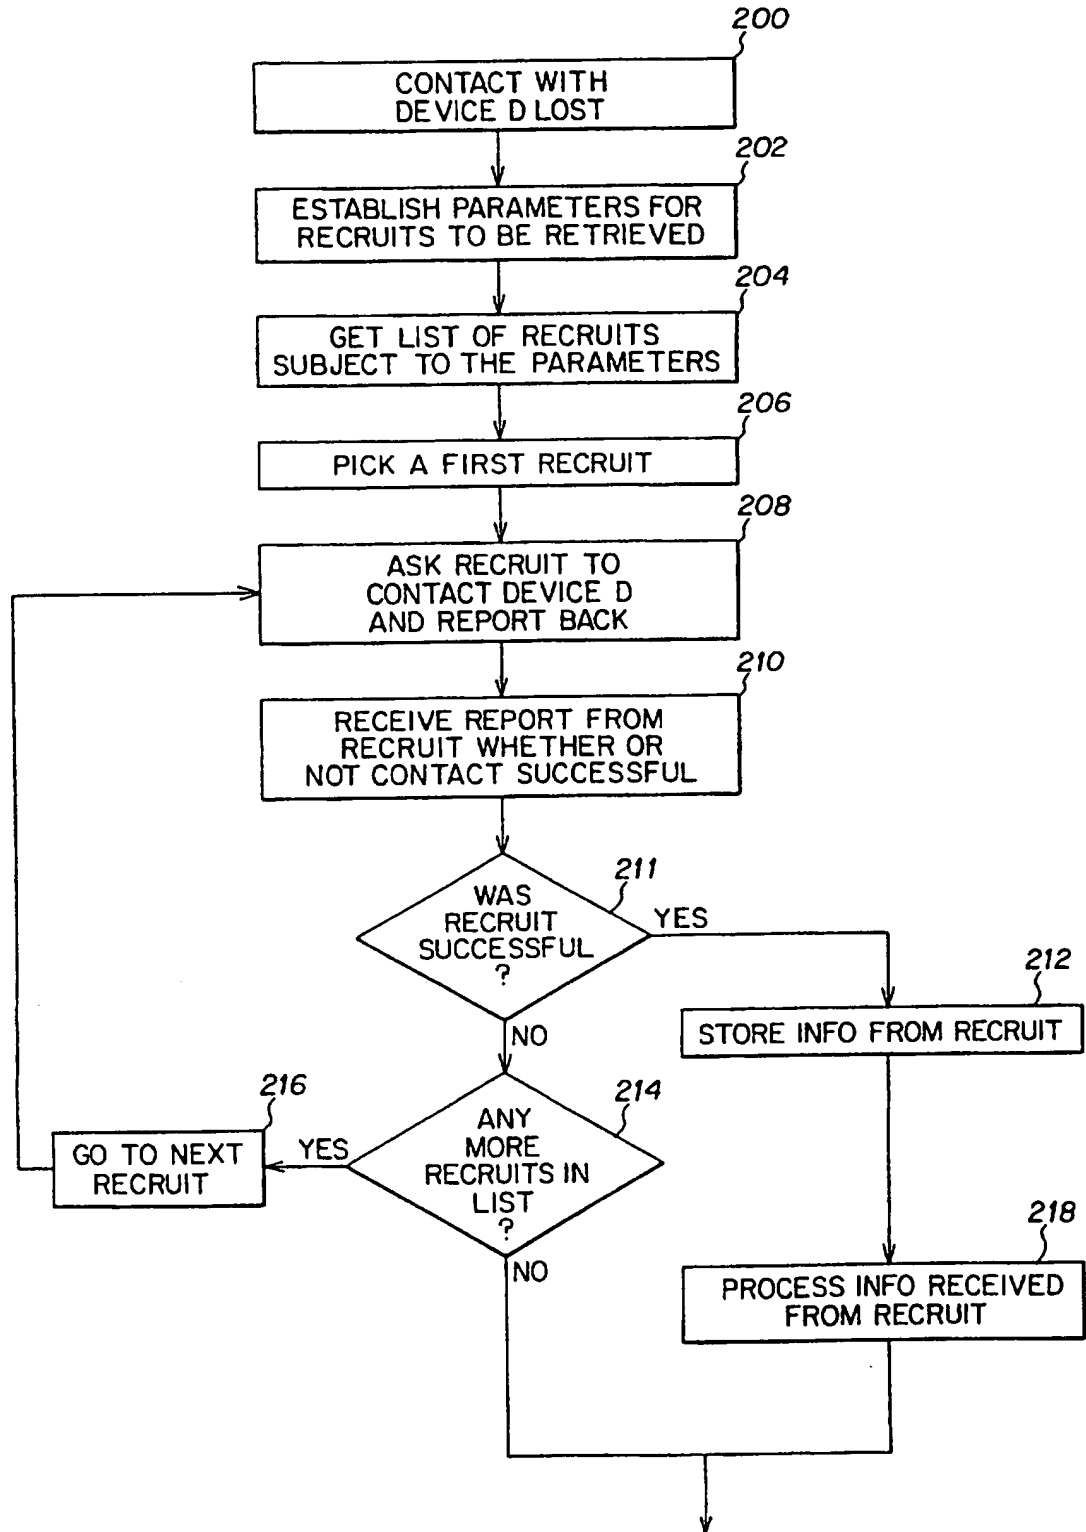 200
CONTACT WITH
DEVICE D LOST
202
ESTABLISH PARAMETERS FOR
RECRUITS TO BE RETRIEVED
204
GET LIST OF RECRUITS
SUBJECT TO THE PARAMETERS
206
PICK A FIRST RECRUIT
208
ASK RECRUIT TO
CONTACT DEVICE D
AND REPORT BACK
210
RECEIVE REPORT FROM
RECRUIT WHETHER OR
NOT CONTACT SUCCESSFUL
211
WAS
RECRUIT
SUCCESSFUL
?
YES
NO
212
STORE INFO FROM RECRUIT
214
ANY
MORE
RECRUITS IN
LIST
?
YES
NO
216
GO TO NEXT
RECRUIT
218
PROCESS INFO RECEIVED
FROM RECRUIT